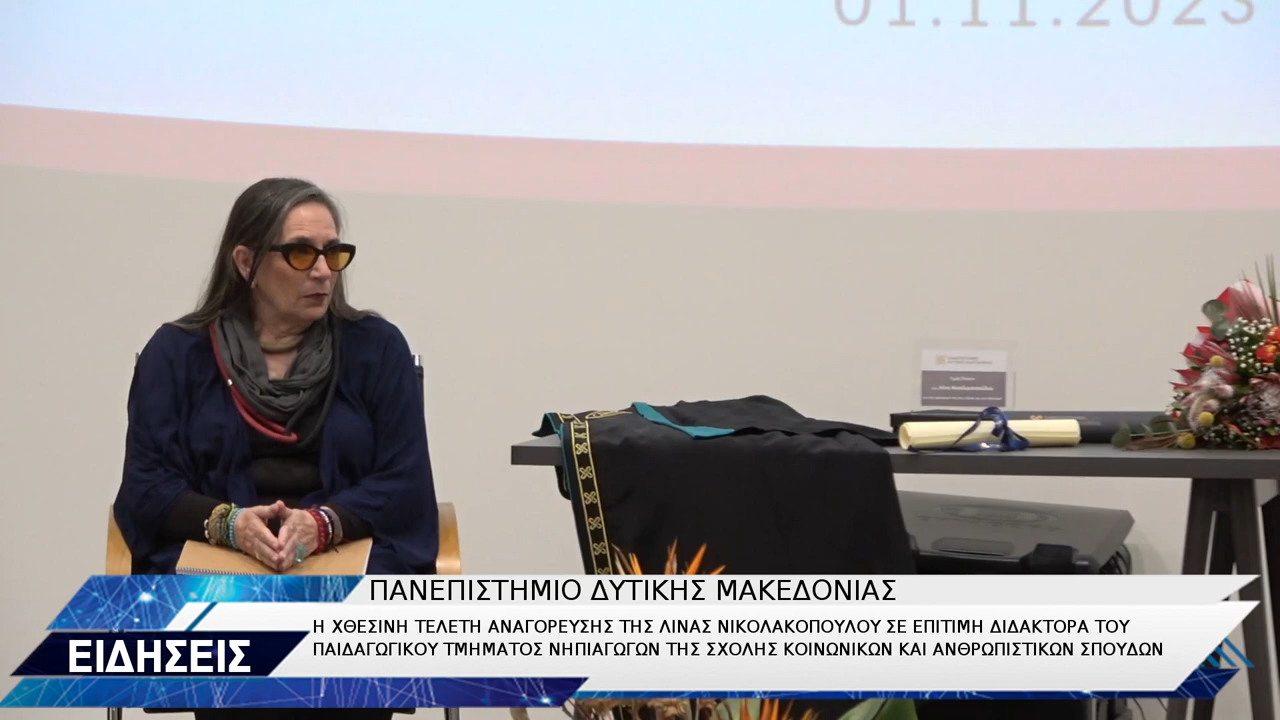 01.11.2023
ΠΑΝΕΠΙΣΤΗΜΙΟ ΔΥΤΙΚΗΣ ΜΑΚΕΔΟΝΙΑΣ
Η ΧΘΕΣΙΝΗ ΤΕΛΕΤΗ ΑΝΑΓΟΡΕΥΣΗΣ ΤΗΣ ΛΙΝΑΣ ΝΙΚΟΛΑΚΟΠΟΥΛΟΥ ΣΕ ΕΠΙΤΙΜΗ ΔΙΔΑΚΤΟΡΑ ΤΟΥ
ΠΑΙΔΑΓΩΓΙΚΟΥ ΤΜΗΜΑΤΟΣ ΝΗΠΙΑΓΩΓΩΝ ΤΗΣ ΣΧΟΛΗΣ ΚΟΙΝΩΝΙΚΩΝ ΚΑΙ ΑΝΘΡΩΠΙΣΤΙΚΩΝ ΣΠΟΥΔΩΝ
ΕΙΔΗΣΕΙΣ